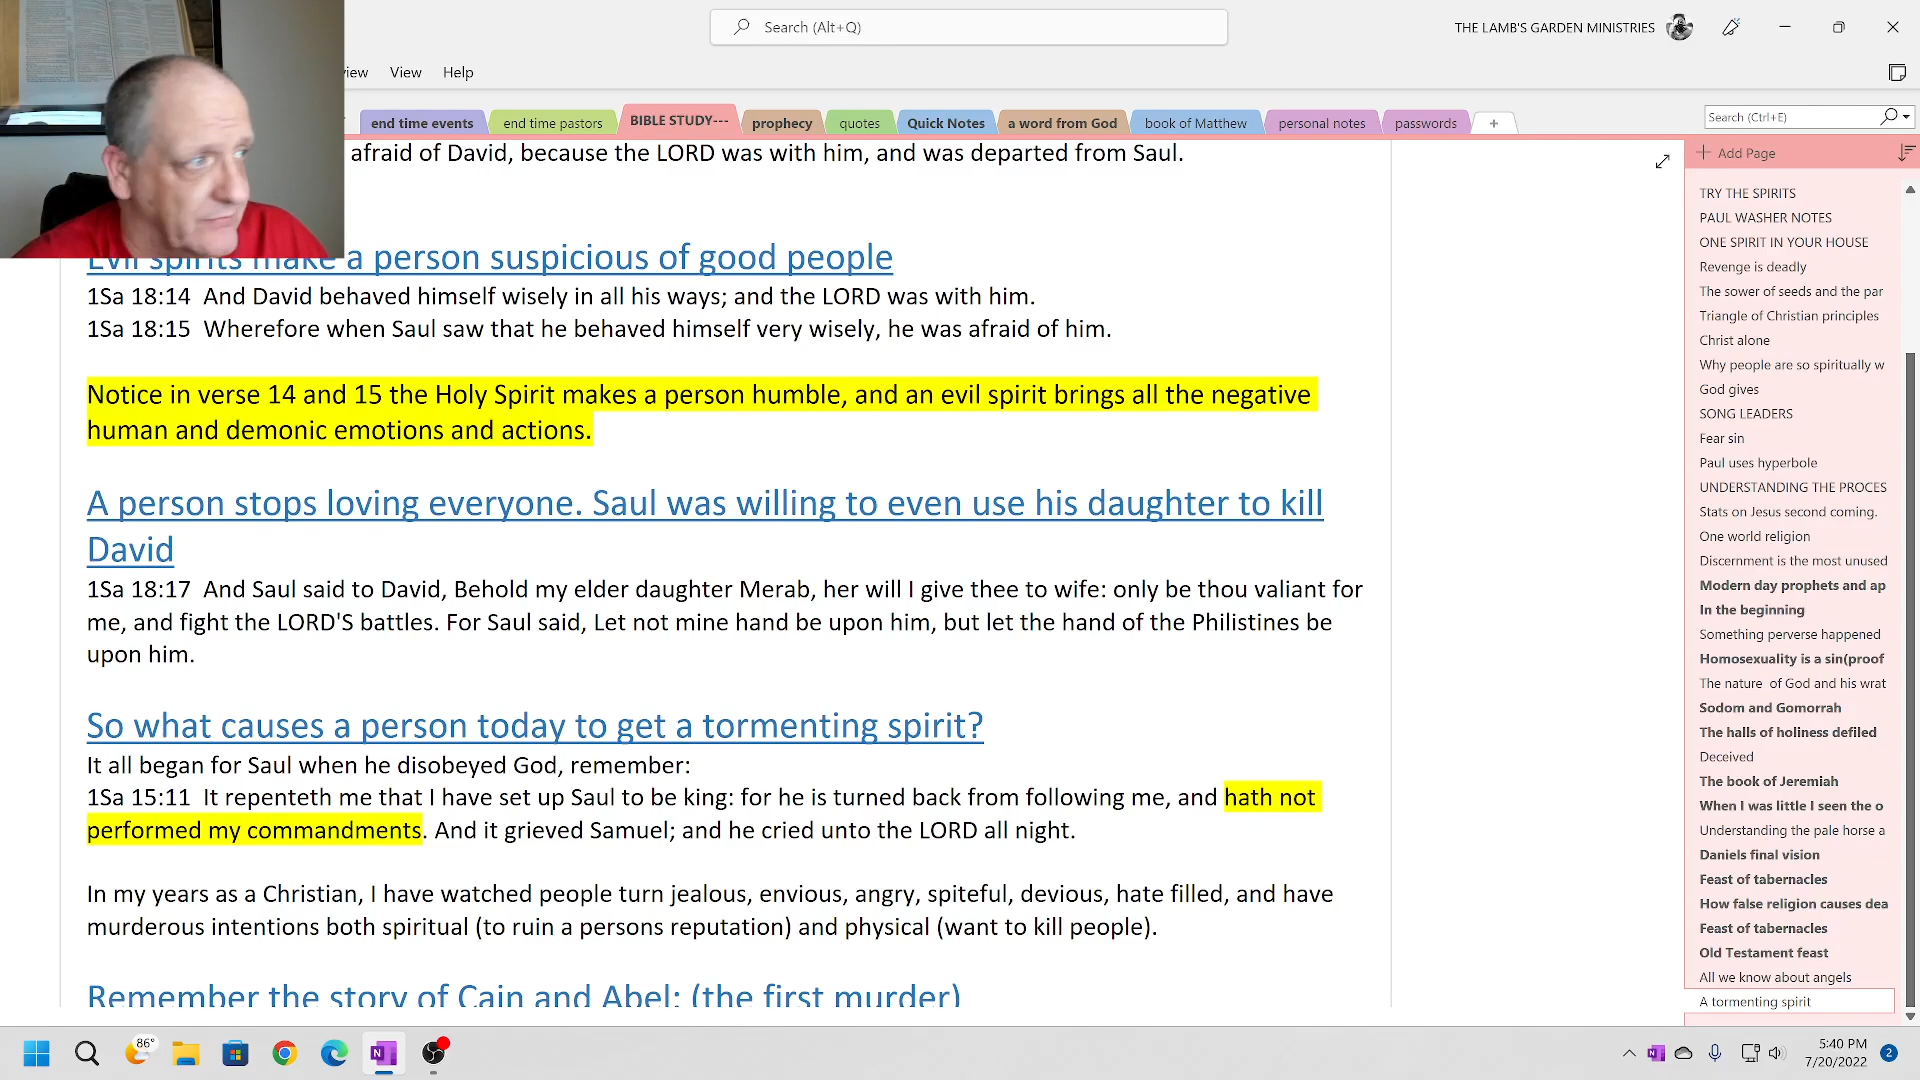 Search (Alt+Q)
THE LAMB'S GARDEN MINISTRIES
View
Help
end time events
end time pastors
BIBLE STUDY---
prophecy
quotes
Quick Notes
a word from God
book of Matthew
personal notes
passwords
Search (Ctrl+E)
afraid of David, because the LORD was with him, and was departed from Saul.
Evil spirits make a person suspicious of good people
1Sa 18:14 And David behaved himself wisely in all his ways; and the LORD was with him.
1Sa 18:15 Wherefore when Saul saw that he behaved himself very wisely, he was afraid of him.
Notice in verse 14 and 15 the Holy Spirit makes a person humble, and an evil spirit brings all the negative
human and demonic emotions and actions.
A person stops loving everyone. Saul was willing to even use his daughter to kill
David
1Sa 18:17 And Saul said to David, Behold my elder daughter Merab, her will I give thee to wife: only be thou valiant for
me, and fight the LORD'S battles. For Saul said, Let not mine hand be upon him, but let the hand of the Philistines be
upon him.
So what causes a person today to get a tormenting spirit?
It all began for Saul when he disobeyed God, remember:
1Sa 15:11 It repenteth me that I have set up Saul to be king: for he is turned back from following me, and hath not
performed my commandments. And it grieved Samuel; and he cried unto the LORD all night.
In my years as a Christian, I have watched people turn jealous, envious, angry, spiteful, devious, hate filled, and have
murderous intentions both spiritual (to ruin a persons reputation) and physical (want to kill people).
Remember the story of Cain and Abel: (the first murder)
Add Page
TRY THE SPIRITS
PAUL WASHER NOTES
ONE SPIRIT IN YOUR HOUSE
Revenge is deadly
The sower of seeds and the par
Triangle of Christian principles
Christ alone
Why people are so spiritually w
God gives
SONG LEADERS
Fear sin
Paul uses hyperbole
UNDERSTANDING THE PROCES
Stats on Jesus second coming.
One world religion
Discernment is the most unused
Modern day prophets and ap
In the beginning
Something perverse happened
Homosexuality is a sin(proof
The nature of God and his wrat
Sodom and Gomorrah
The halls of holiness defiled
Deceived
The book of Jeremiah
When I was little I seen the o
Understanding the pale horse a
Daniels final vision
Feast of tabernacles
How false religion causes dea
Feast of tabernacles
Old Testament feast
All we know about angels
A tormenting spirit
86°
5:40 PM
7/20/2022
2